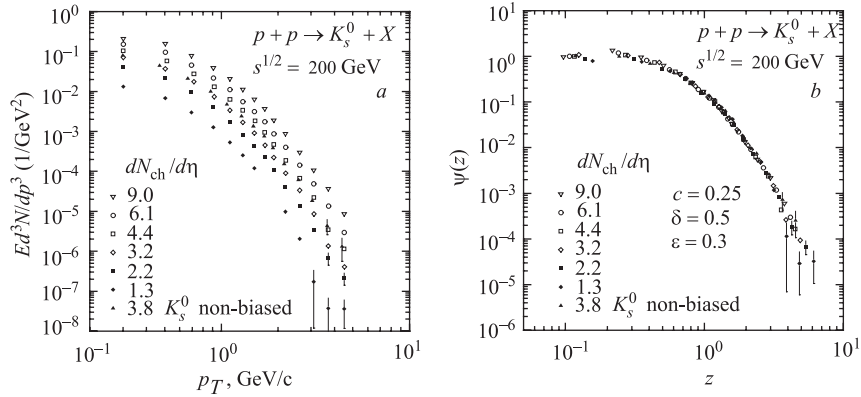 p + p → K_s^0 + X
s^{1/2} = 200 GeV
a
Ed^3N/dp^3 (1/GeV^2)
10^1
10^0
10^{-1}
10^{-2}
10^{-3}
10^{-4}
10^{-5}
10^{-6}
10^{-7}
10^{-8}
dN_ch/dη
9.0
6.1
4.4
3.2
2.2
1.3
3.8 K_s^0 non-biased
10^{-1} 10^0 10^1
p_T, GeV/c
p + p → K_s^0 + X
s^{1/2} = 200 GeV
b
ψ(z)
10^2
10^1
10^0
10^{-1}
10^{-2}
10^{-3}
10^{-4}
10^{-5}
10^{-6}
dN_ch/dη
9.0
6.1
4.4
3.2
2.2
1.3
3.8 K_s^0 non-biased
c = 0.25
δ = 0.5
ε = 0.3
10^{-1} 10^0 10^1
z